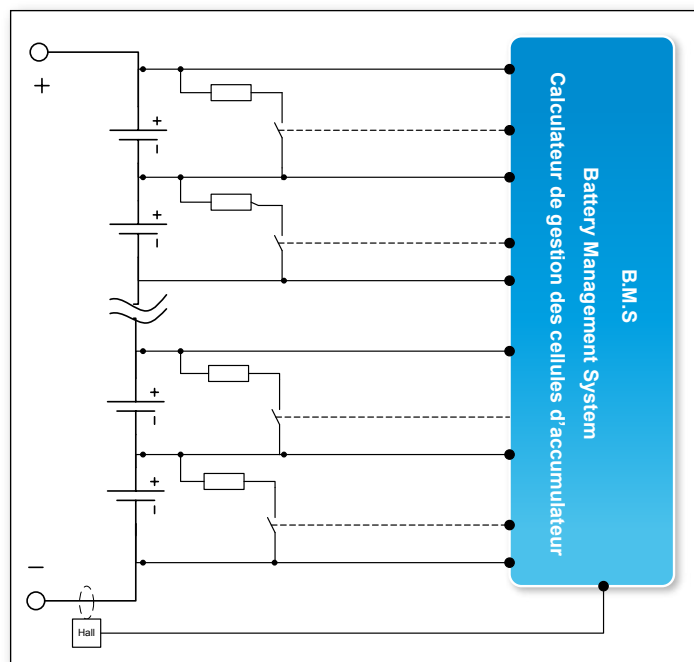 +
B.M.S
Battery Management System
Calculateur de gestion des cellules d'accumulateur
+
−
+
−
+
−
+
−
−
Hall